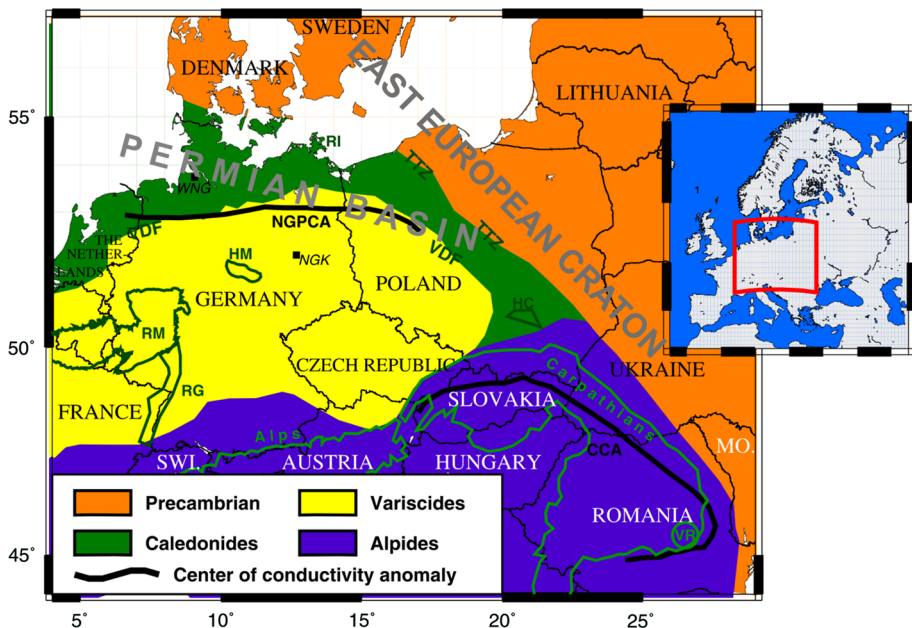 SWEDEN
DENMARK
LITHUANIA
EAST EUROPEAN CRATON
PERMIAN BASIN
RI
WNG
TTZ
TTZ
NGPCA
VDF
THE
NETHER-
LANDS
HM
NGK
GERMANY
POLAND
HC
RM
CZECH REPUBLIC
RG
FRANCE
UKRAINE
SLOVAKIA
Carpathians
Alps
SWI.
AUSTRIA
HUNGARY
CCA
MO.
ROMANIA
VR
Precambrian
Variscides
Caledonides
Alpides
Center of conductivity anomaly
55°
50°
45°
5°
10°
15°
20°
25°